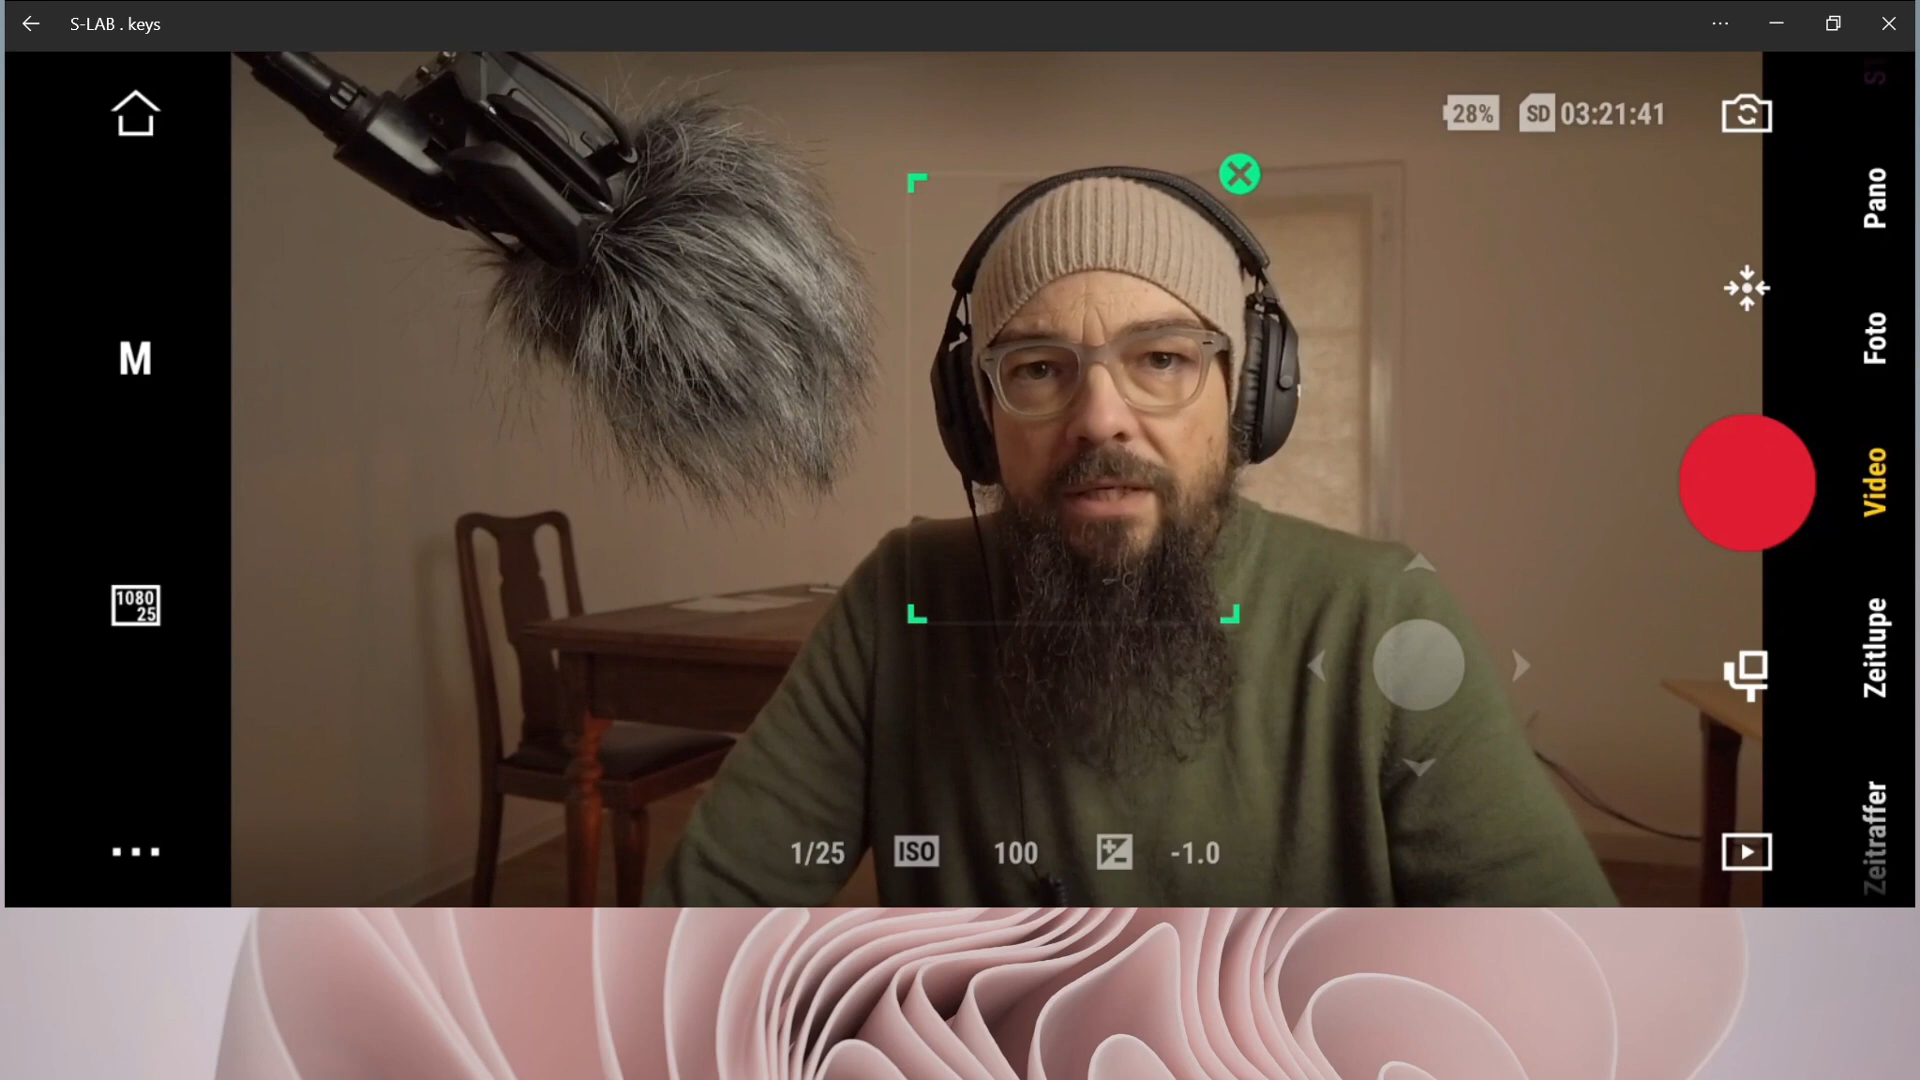 S-LAB . keys
28%
SD 03:21:41
M
1080
25
Pano
Foto
Video
Zeitlupe
Zeitraffer
1/25 ISO 100 -1.0